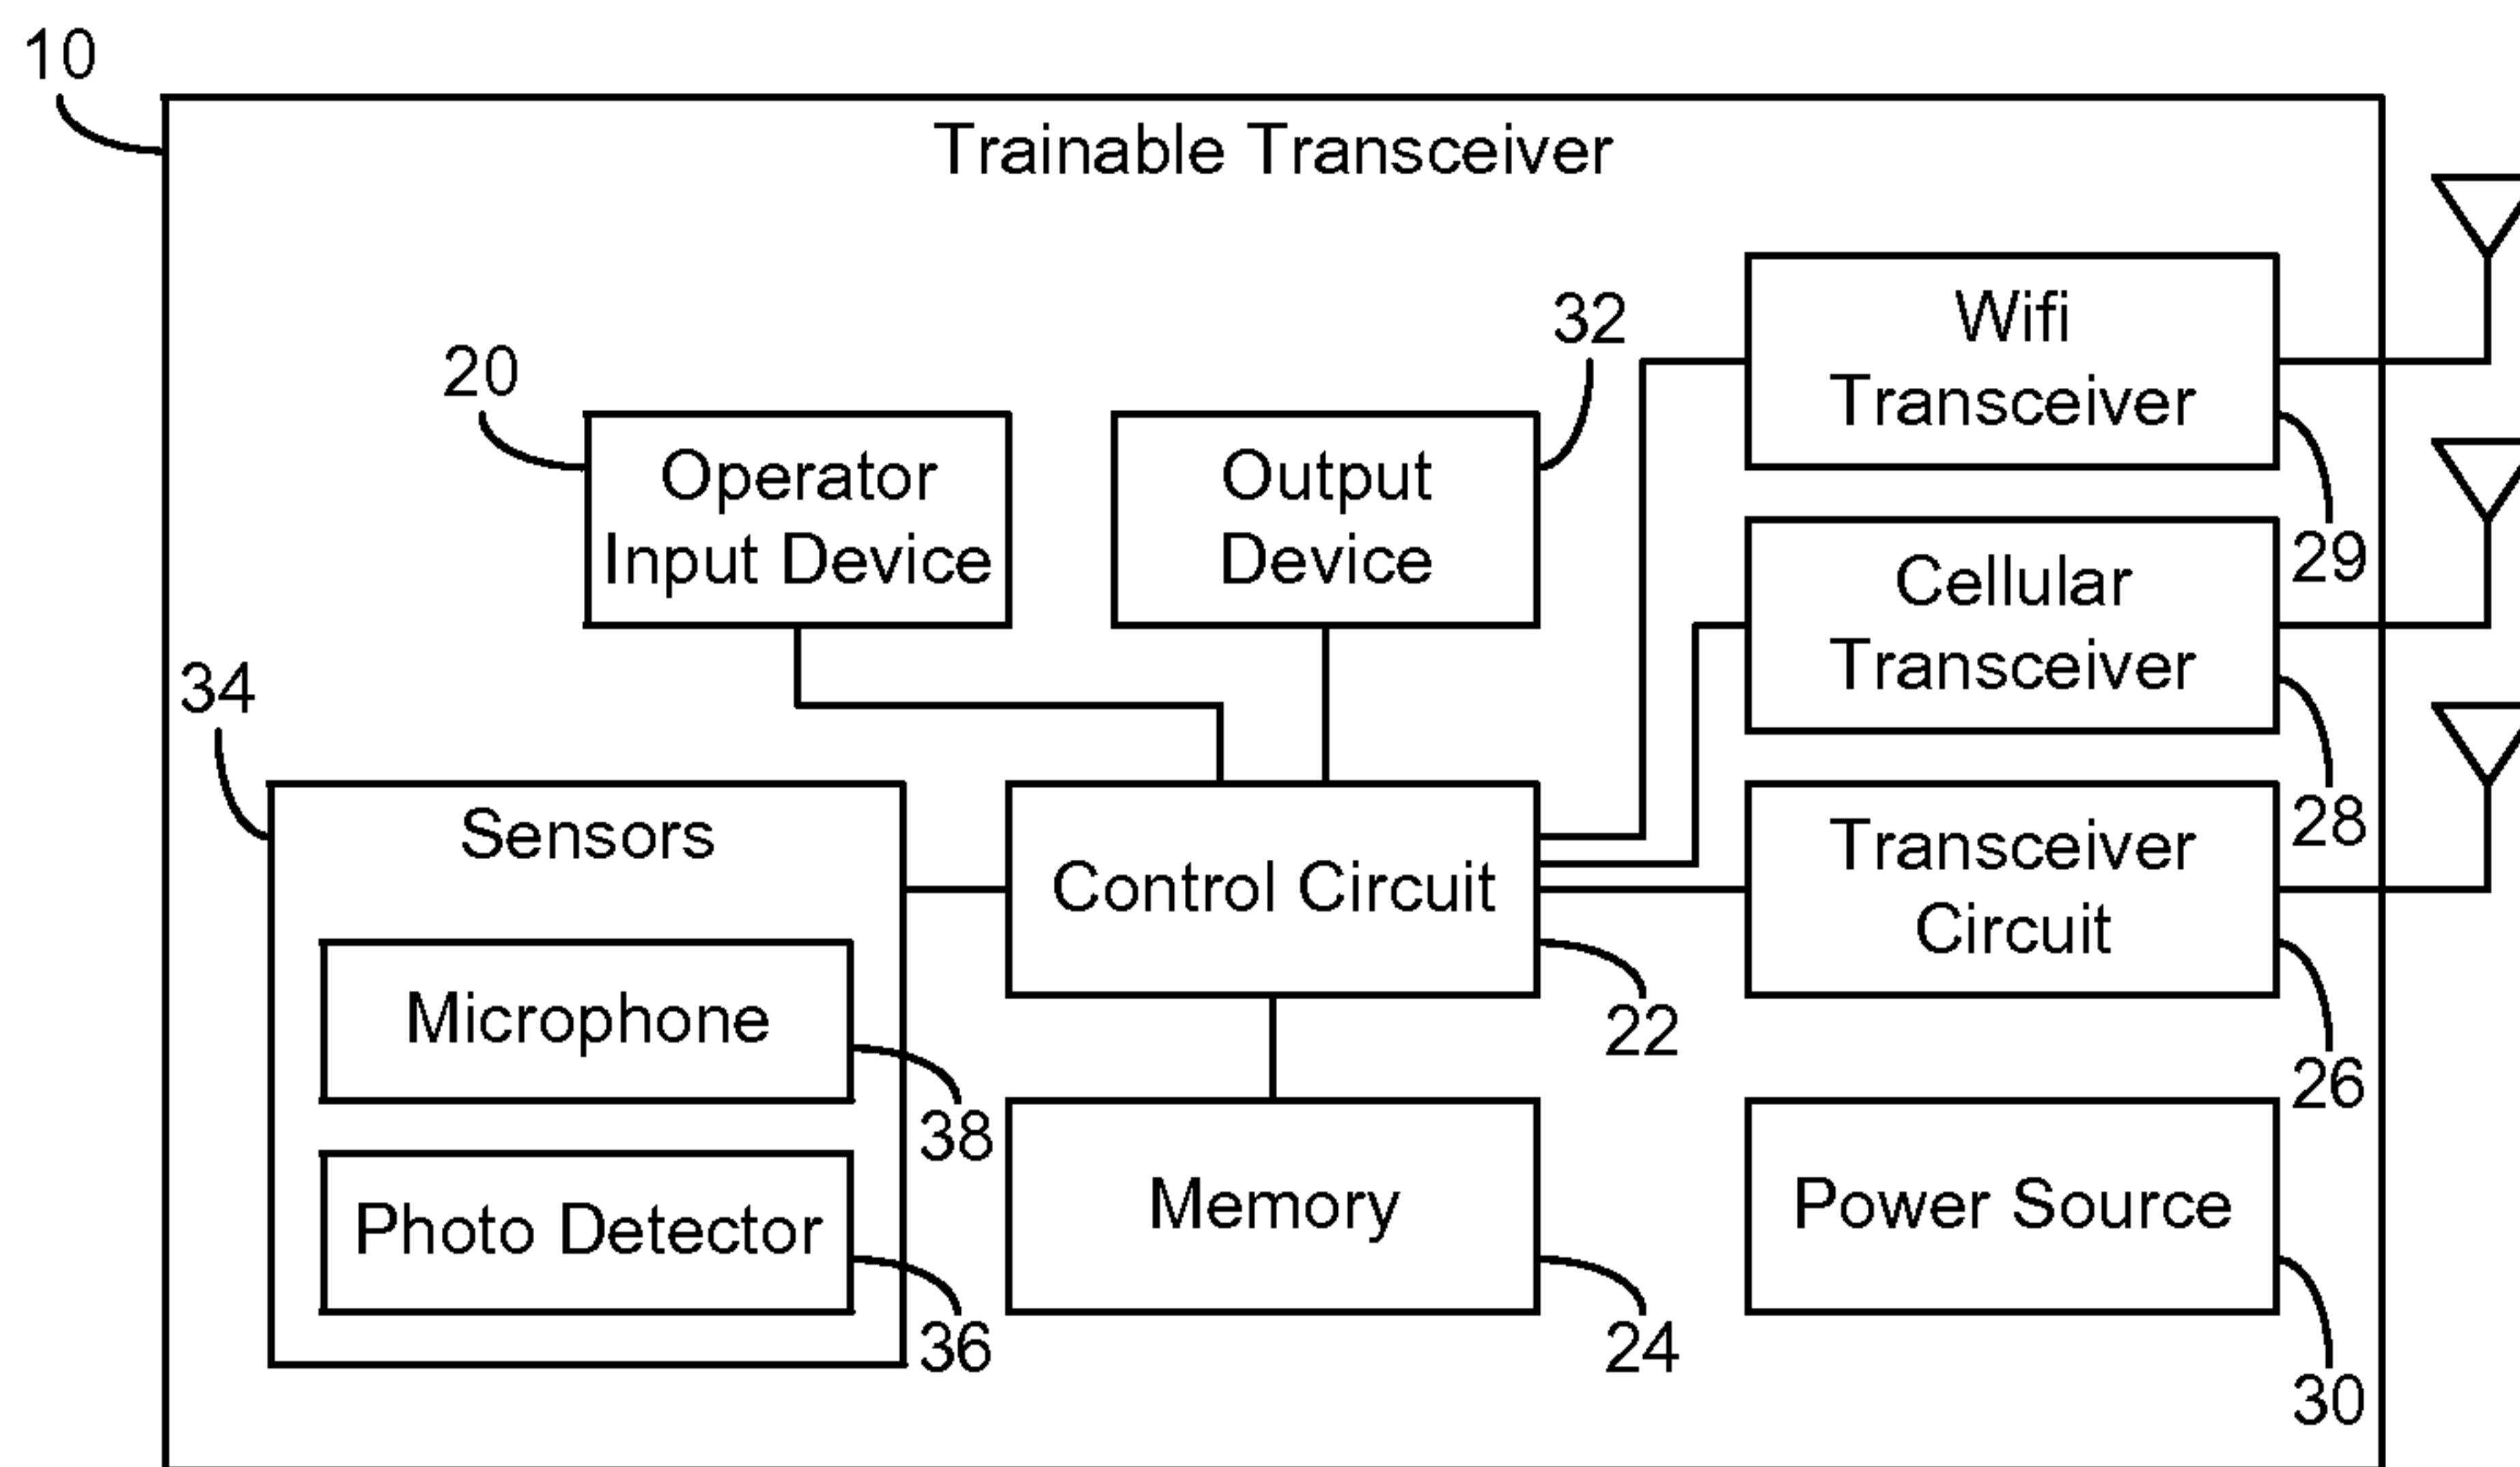 10
Trainable Transceiver
Wifi
Transceiver
29
32
20
Operator
Input Device
Output
Device
Cellular
Transceiver
28
34
Sensors
Microphone
38
Photo Detector
36
Control Circuit
22
Transceiver
Circuit
26
Memory
24
Power Source
30